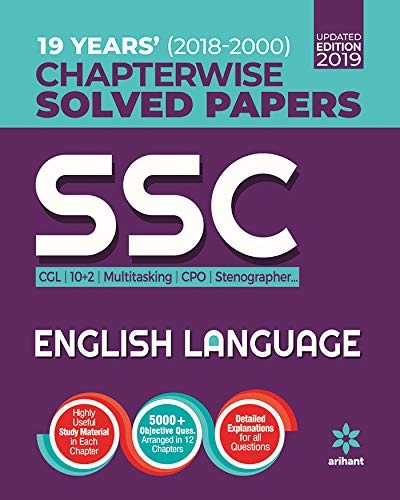 19 YEARS' (2018-2000)
CHAPTERWISE
SOLVED PAPERS
UPDATED
EDITION
2019
SSC
CGL | 10+2 | Multitasking | CPO | Stenographer...
ENGLISH LANGUAGE
Highly
Useful
Study Material
in Each
Chapter
5000+
Objective Ques.
Arranged in 12
Chapters
Detailed
Explanations
for all
Questions
arihant